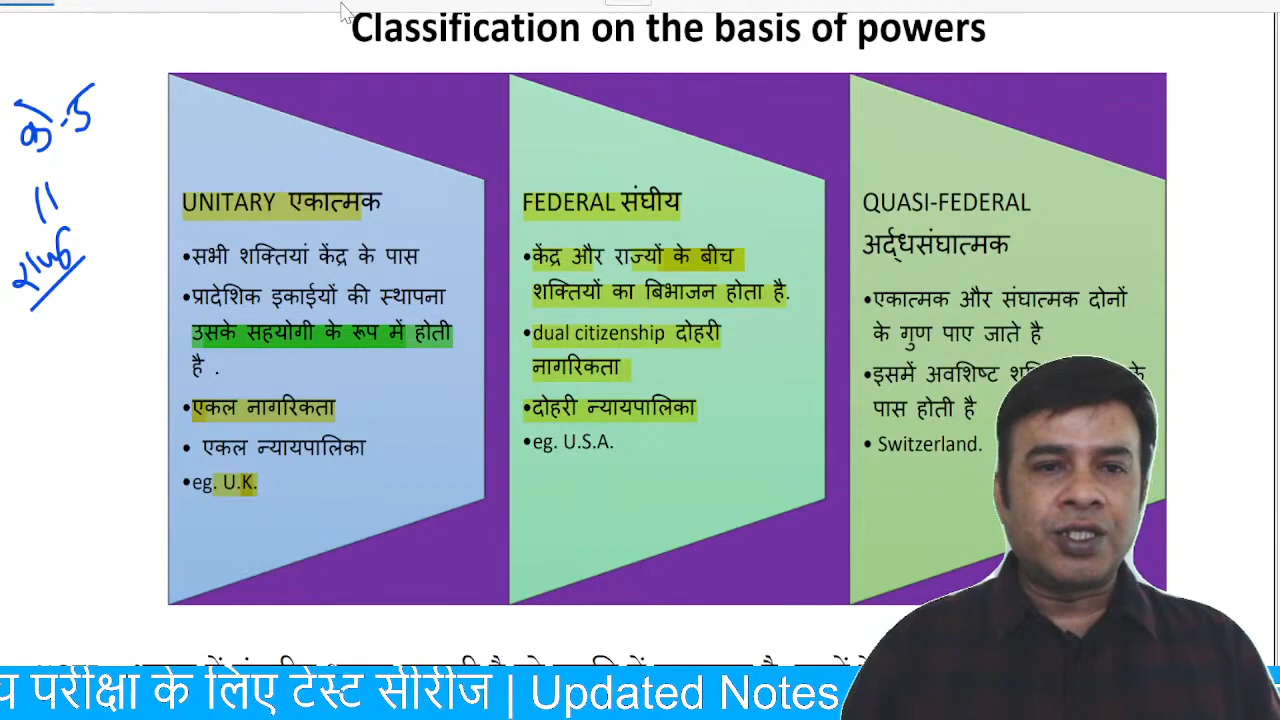 Classification on the basis of powers
UNITARY एकात्मक
•सभी शक्तियां केंद्र के पास
•प्रादेशिक इकाईयों की स्थापना
उसके सहयोगी के रूप में होती
है .
•एकल नागरिकता
• एकल न्यायपालिका
•eg. U.K.
FEDERAL संघीय
•केंद्र और राज्यों के बीच
शक्तियों का बिभाजन होता है.
•dual citizenship दोहरी
नागरिकता
•दोहरी न्यायपालिका
•eg. U.S.A.
QUASI-FEDERAL
अर्द्धसंघात्मक
•एकात्मक और संघात्मक दोनों
के गुण पाए जाते है
•इसमें अवशिष्ट के
पास होती है
• Switzerland.
परीक्षा के लिए टेस्ट सीरीज | Updated Notes